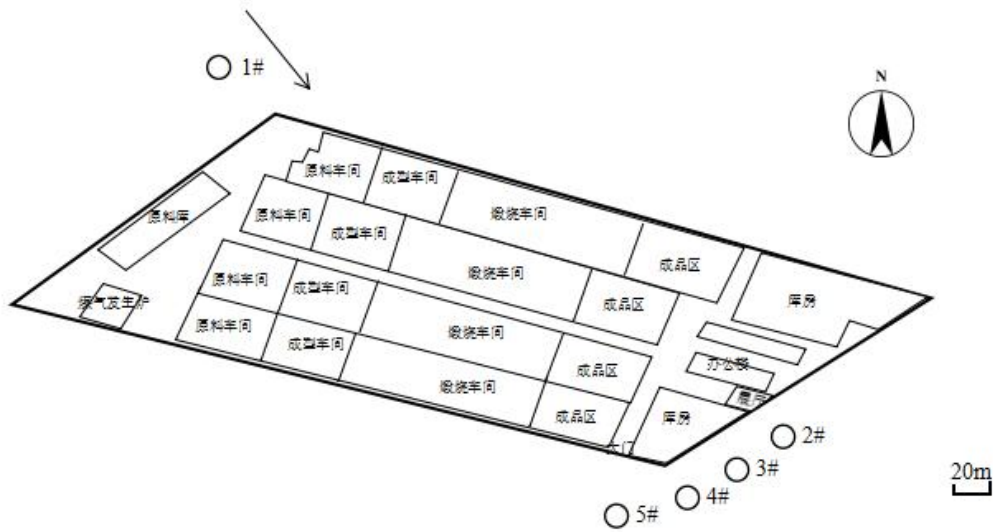 1#
N
原料车间
成型车间
煅烧车间
成品区
原料库
原料车间
成型车间
煅烧车间
成品区
库房
煤气发生炉
原料车间
成型车间
煅烧车间
成品区
办公楼
原料车间
成型车间
煅烧车间
成品区
库房
大门
2#
3#
4#
5#
20m